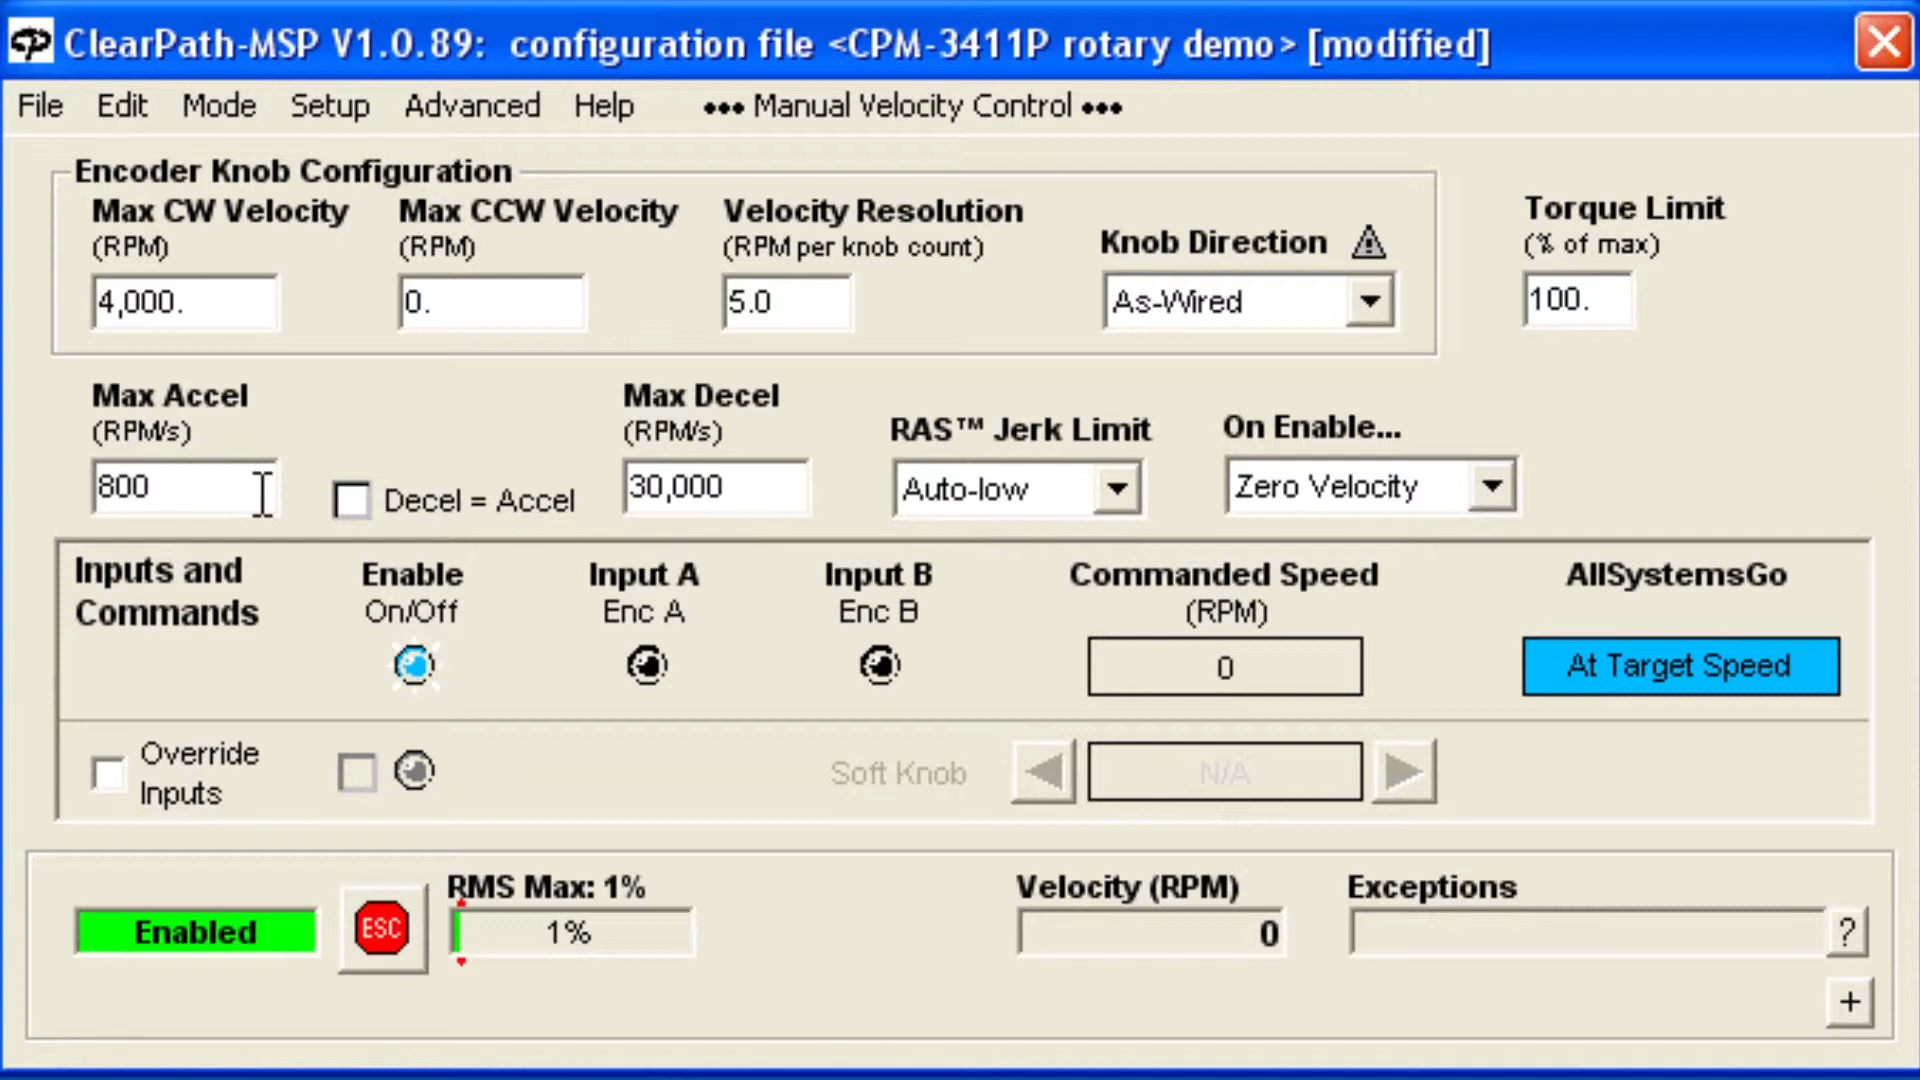 ClearPath-MSP V1.0.89: configuration file <CPM-3411P rotary demo> [modified]
File Edit Mode Setup Advanced Help ••• Manual Velocity Control •••
Encoder Knob Configuration
Max CW Velocity
(RPM)
4,000.
Max CCW Velocity
(RPM)
0.
Velocity Resolution
(RPM per knob count)
5.0
Knob Direction
As-Wired
Torque Limit
(% of max)
100.
Max Accel
(RPM/s)
800
Decel = Accel
Max Decel
(RPM/s)
30,000
RAS™ Jerk Limit
Auto-low
On Enable...
Zero Velocity
Inputs and
Commands
Enable
On/Off
Input A
Enc A
Input B
Enc B
Commanded Speed
(RPM)
0
AllSystemsGo
At Target Speed
Override
Inputs
Soft Knob
N/A
Enabled
ESC
RMS Max: 1%
1%
Velocity (RPM)
0
Exceptions
?
+